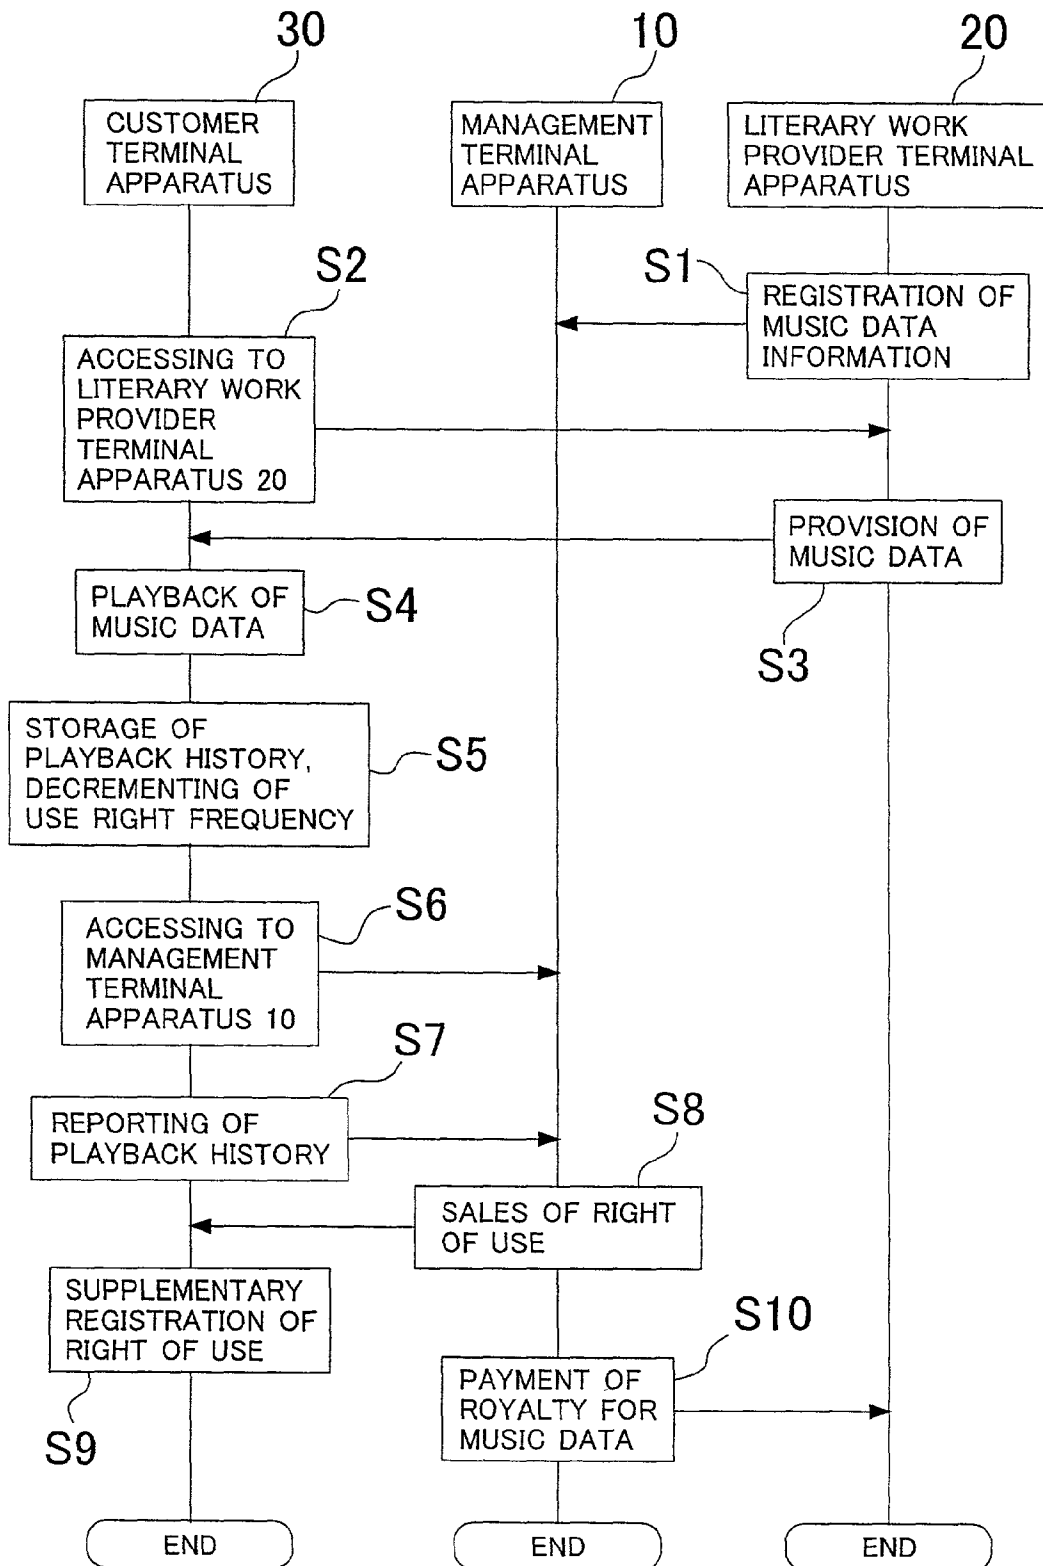 30
10
20
CUSTOMER
TERMINAL
APPARATUS
MANAGEMENT
TERMINAL
APPARATUS
LITERARY WORK
PROVIDER TERMINAL
APPARATUS
S1
REGISTRATION OF
MUSIC DATA
INFORMATION
S2
ACCESSING TO
LITERARY WORK
PROVIDER
TERMINAL
APPARATUS 20
PROVISION OF
MUSIC DATA
S3
PLAYBACK OF
MUSIC DATA
S4
STORAGE OF
PLAYBACK HISTORY,
DECREMENTING OF
USE RIGHT FREQUENCY
S5
ACCESSING TO
MANAGEMENT
TERMINAL
APPARATUS 10
S6
S7
REPORTING OF
PLAYBACK HISTORY
S8
SALES OF RIGHT
OF USE
SUPPLEMENTARY
REGISTRATION OF
RIGHT OF USE
S9
S10
PAYMENT OF
ROYALTY FOR
MUSIC DATA
END
END
END